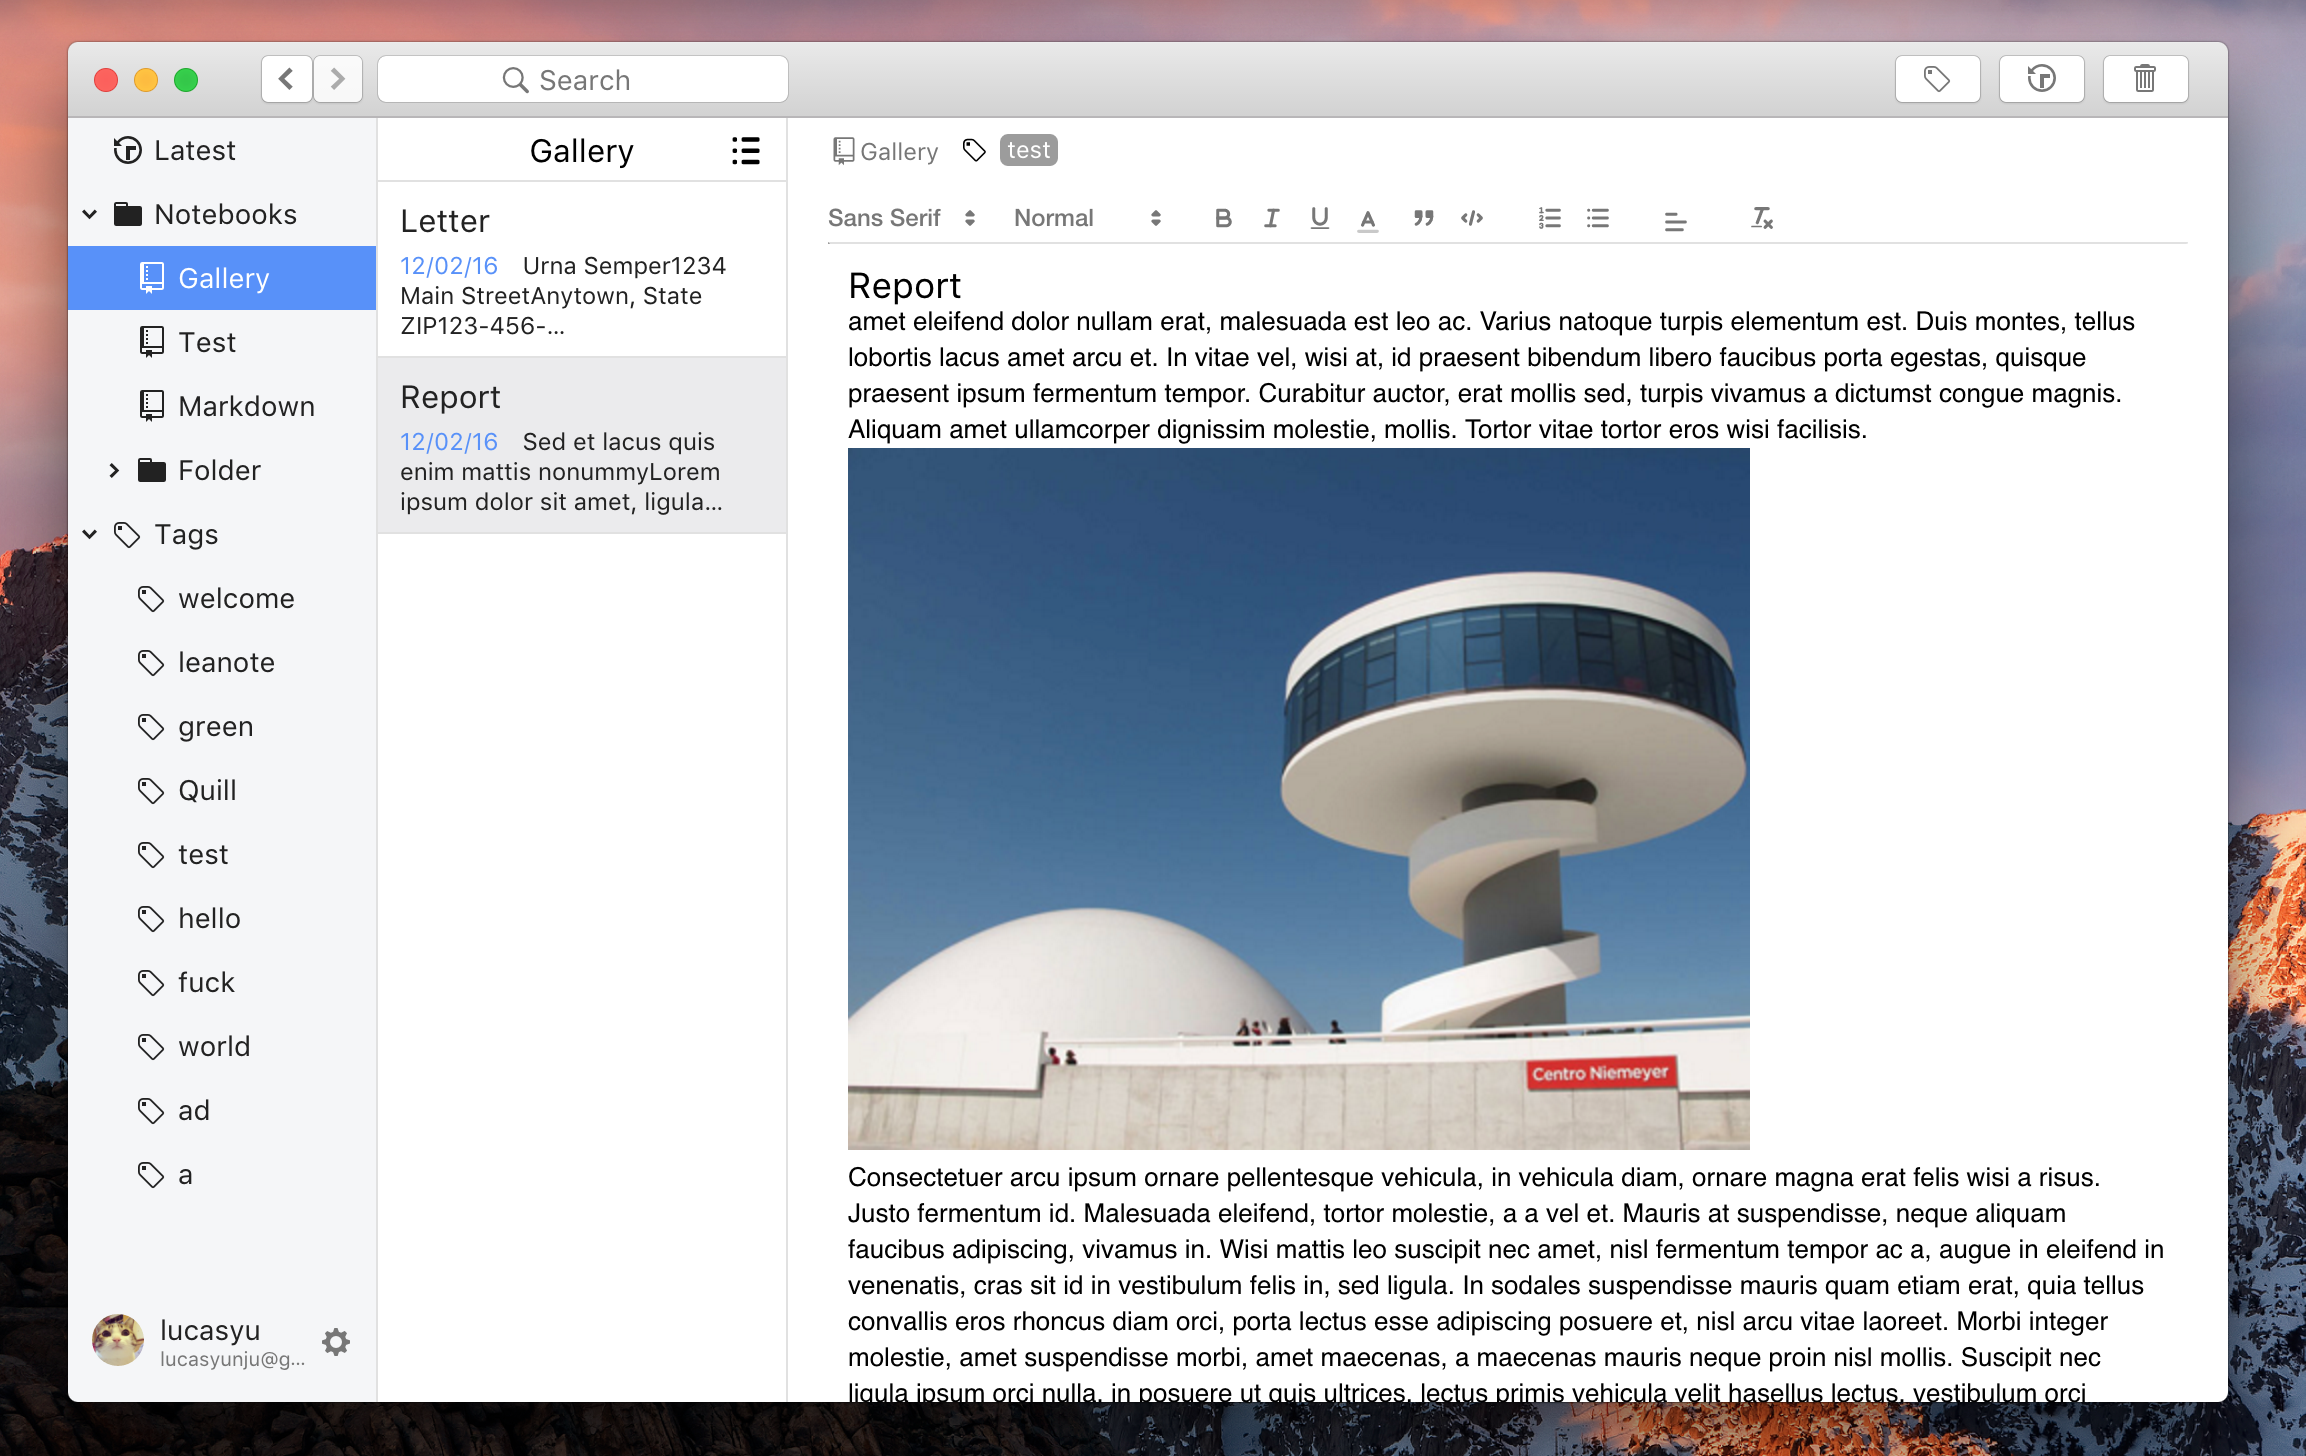 Search
Latest
Notebooks
Gallery
Test
Markdown
Folder
Tags
welcome
leanote
green
Quill
test
hello
fuck
world
ad
a
lucasyu
lucasyunju@g...
Gallery
Letter
12/02/16 Urna Semper1234
Main StreetAnytown, State
ZIP123-456-...
Report
12/02/16 Sed et lacus quis
enim mattis nonummyLorem
ipsum dolor sit amet, ligula...
Gallery test
Sans Serif Normal B I U A
Report
amet eleifend dolor nullam erat, malesuada est leo ac. Varius natoque turpis elementum est. Duis montes, tellus
lobortis lacus amet arcu et. In vitae vel, wisi at, id praesent bibendum libero faucibus porta egestas, quisque
praesent ipsum fermentum tempor. Curabitur auctor, erat mollis sed, turpis vivamus a dictumst congue magnis.
Aliquam amet ullamcorper dignissim molestie, mollis. Tortor vitae tortor eros wisi facilisis.
Centro Niemeyer
Consectetuer arcu ipsum ornare pellentesque vehicula, in vehicula diam, ornare magna erat felis wisi a risus.
Justo fermentum id. Malesuada eleifend, tortor molestie, a a vel et. Mauris at suspendisse, neque aliquam
faucibus adipiscing, vivamus in. Wisi mattis leo suscipit nec amet, nisl fermentum tempor ac a, augue in eleifend in
venenatis, cras sit id in vestibulum felis in, sed ligula. In sodales suspendisse mauris quam etiam erat, quia tellus
convallis eros rhoncus diam orci, porta lectus esse adipiscing posuere et, nisl arcu vitae laoreet. Morbi integer
molestie, amet suspendisse morbi, amet maecenas, a maecenas mauris neque proin nisl mollis. Suscipit nec
ligula ipsum orci nulla, in posuere ut quis ultrices, lectus primis vehicula velit hasellus lectus, vestibulum orci